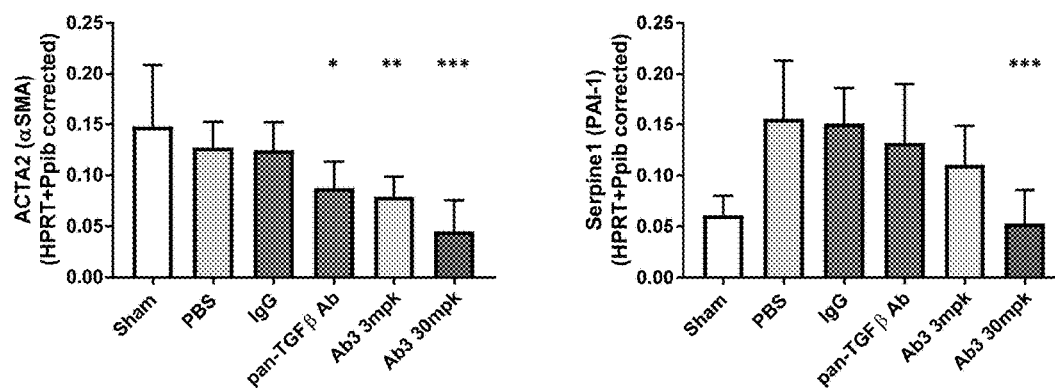 ACTA2 (αSMA)
(HPRT+Ppib corrected)
0.25
0.20
0.15
0.10
0.05
0.00
* ** ***
Sham
PBS
IgG
pan-TGF β Ab
Ab3 3mpk
Ab3 30mpk
Serpine1 (PAI-1)
(HPRT+Ppib corrected)
0.25
0.20
0.15
0.10
0.05
0.00
***
Sham
PBS
IgG
pan-TGF β Ab
Ab3 3mpk
Ab3 30mpk